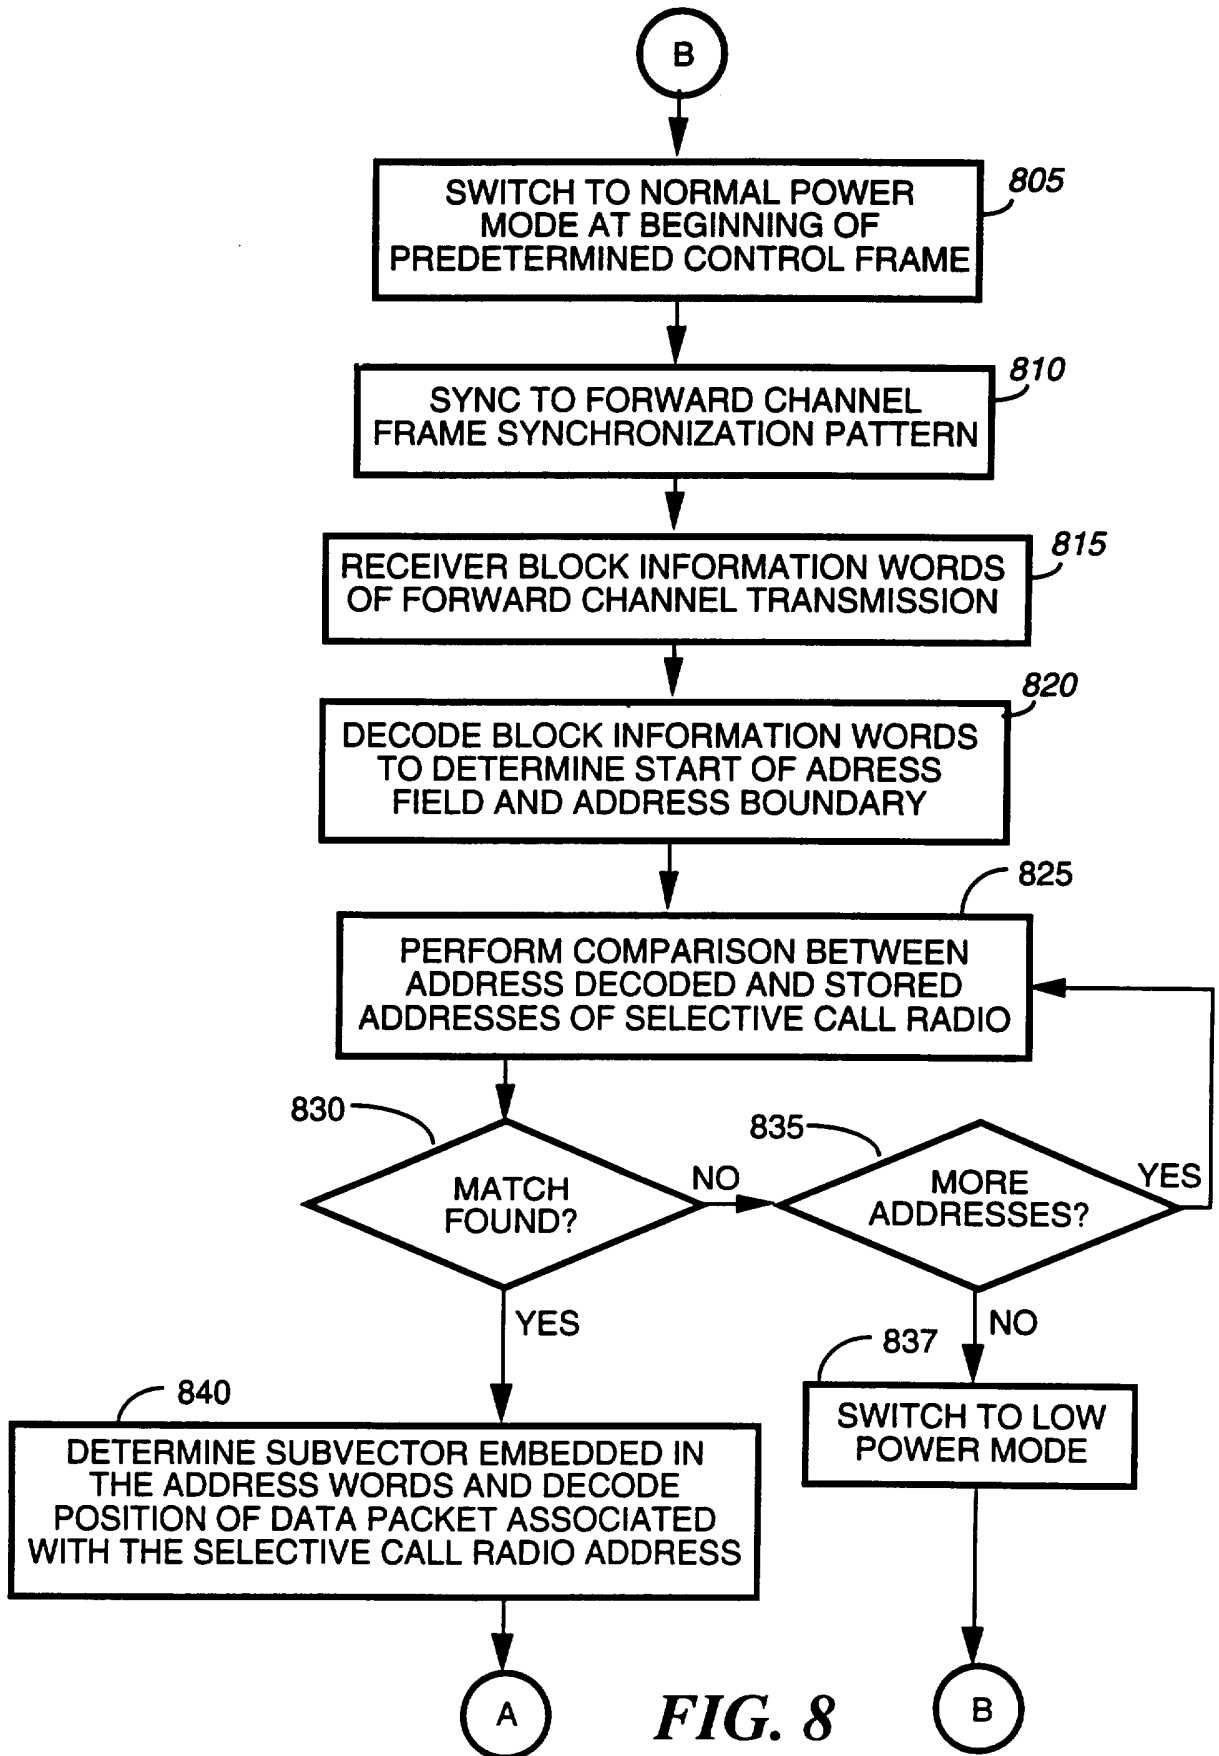 B
SWITCH TO NORMAL POWER
MODE AT BEGINNING OF
PREDETERMINED CONTROL FRAME
805
SYNC TO FORWARD CHANNEL
FRAME SYNCHRONIZATION PATTERN
810
RECEIVER BLOCK INFORMATION WORDS
OF FORWARD CHANNEL TRANSMISSION
815
DECODE BLOCK INFORMATION WORDS
TO DETERMINE START OF ADRESS
FIELD AND ADDRESS BOUNDARY
820
825
PERFORM COMPARISON BETWEEN
ADDRESS DECODED AND STORED
ADDRESSES OF SELECTIVE CALL RADIO
830
MATCH
FOUND?
NO
835
MORE
ADDRESSES?
YES
YES
NO
837
SWITCH TO LOW
POWER MODE
840
DETERMINE SUBVECTOR EMBEDDED IN
THE ADDRESS WORDS AND DECODE
POSITION OF DATA PACKET ASSOCIATED
WITH THE SELECTIVE CALL RADIO ADDRESS
A
FIG. 8
B